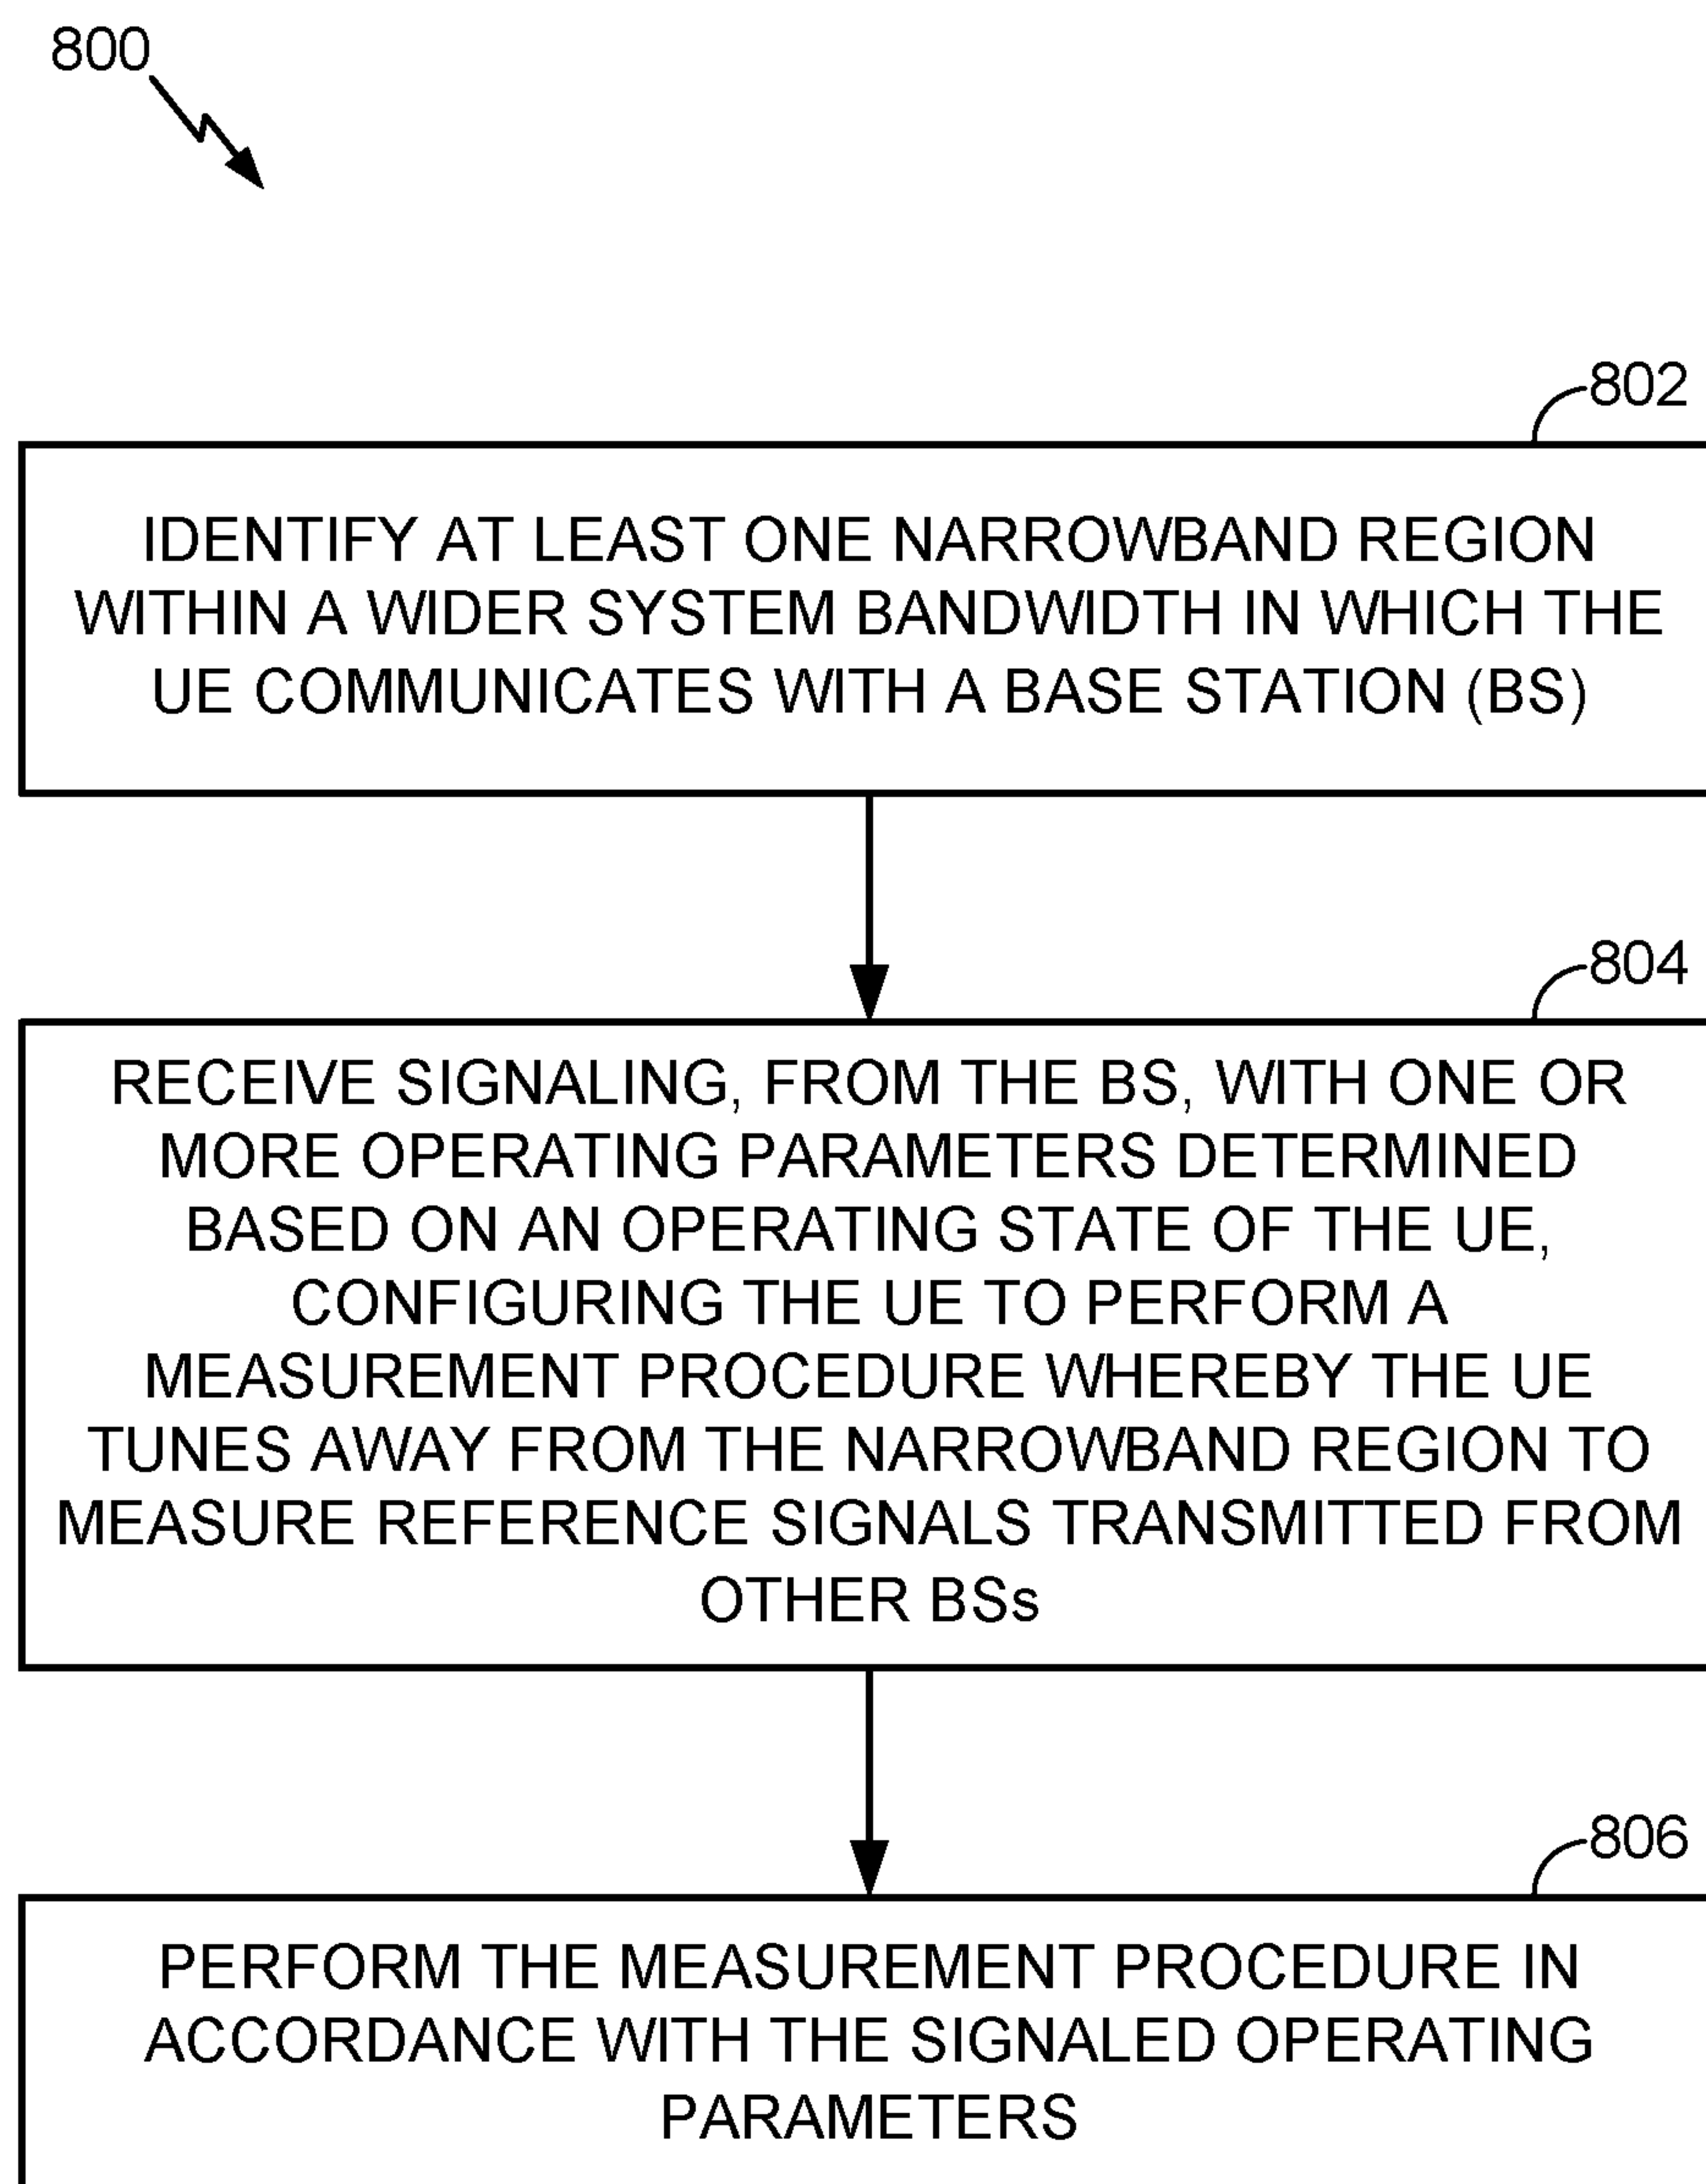 800
802
IDENTIFY AT LEAST ONE NARROWBAND REGION
WITHIN A WIDER SYSTEM BANDWIDTH IN WHICH THE
UE COMMUNICATES WITH A BASE STATION (BS)
804
RECEIVE SIGNALING, FROM THE BS, WITH ONE OR
MORE OPERATING PARAMETERS DETERMINED
BASED ON AN OPERATING STATE OF THE UE,
CONFIGURING THE UE TO PERFORM A
MEASUREMENT PROCEDURE WHEREBY THE UE
TUNES AWAY FROM THE NARROWBAND REGION TO
MEASURE REFERENCE SIGNALS TRANSMITTED FROM
OTHER BSs
806
PERFORM THE MEASUREMENT PROCEDURE IN
ACCORDANCE WITH THE SIGNALED OPERATING
PARAMETERS